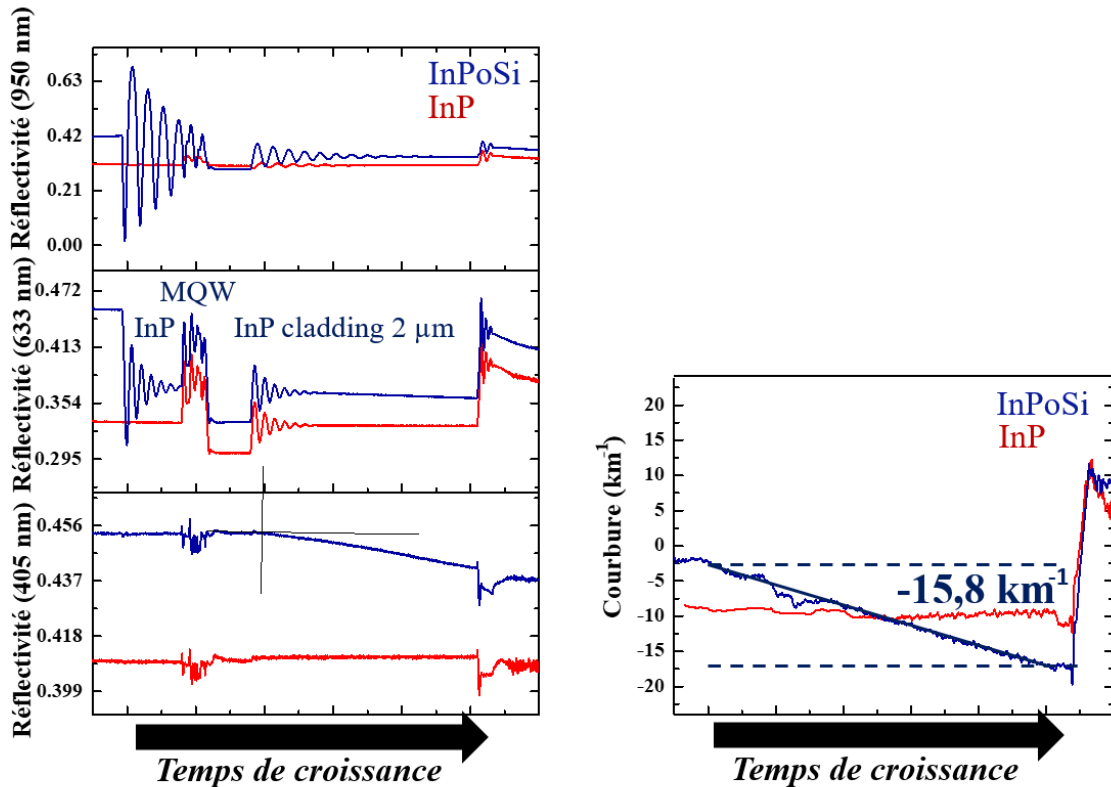 Réflectivité (950 nm)
0.63
0.42
0.21
0.00
InPoSi
InP
Réflectivité (633 nm)
0.472
0.413
0.354
0.295
MQW
InP
InP cladding 2 µm
Réflectivité (405 nm)
0.456
0.437
0.418
0.399
Temps de croissance
Courbure (km⁻¹)
20
15
10
5
0
-5
-10
-15
-20
InPoSi
InP
-15,8 km⁻¹
Temps de croissance